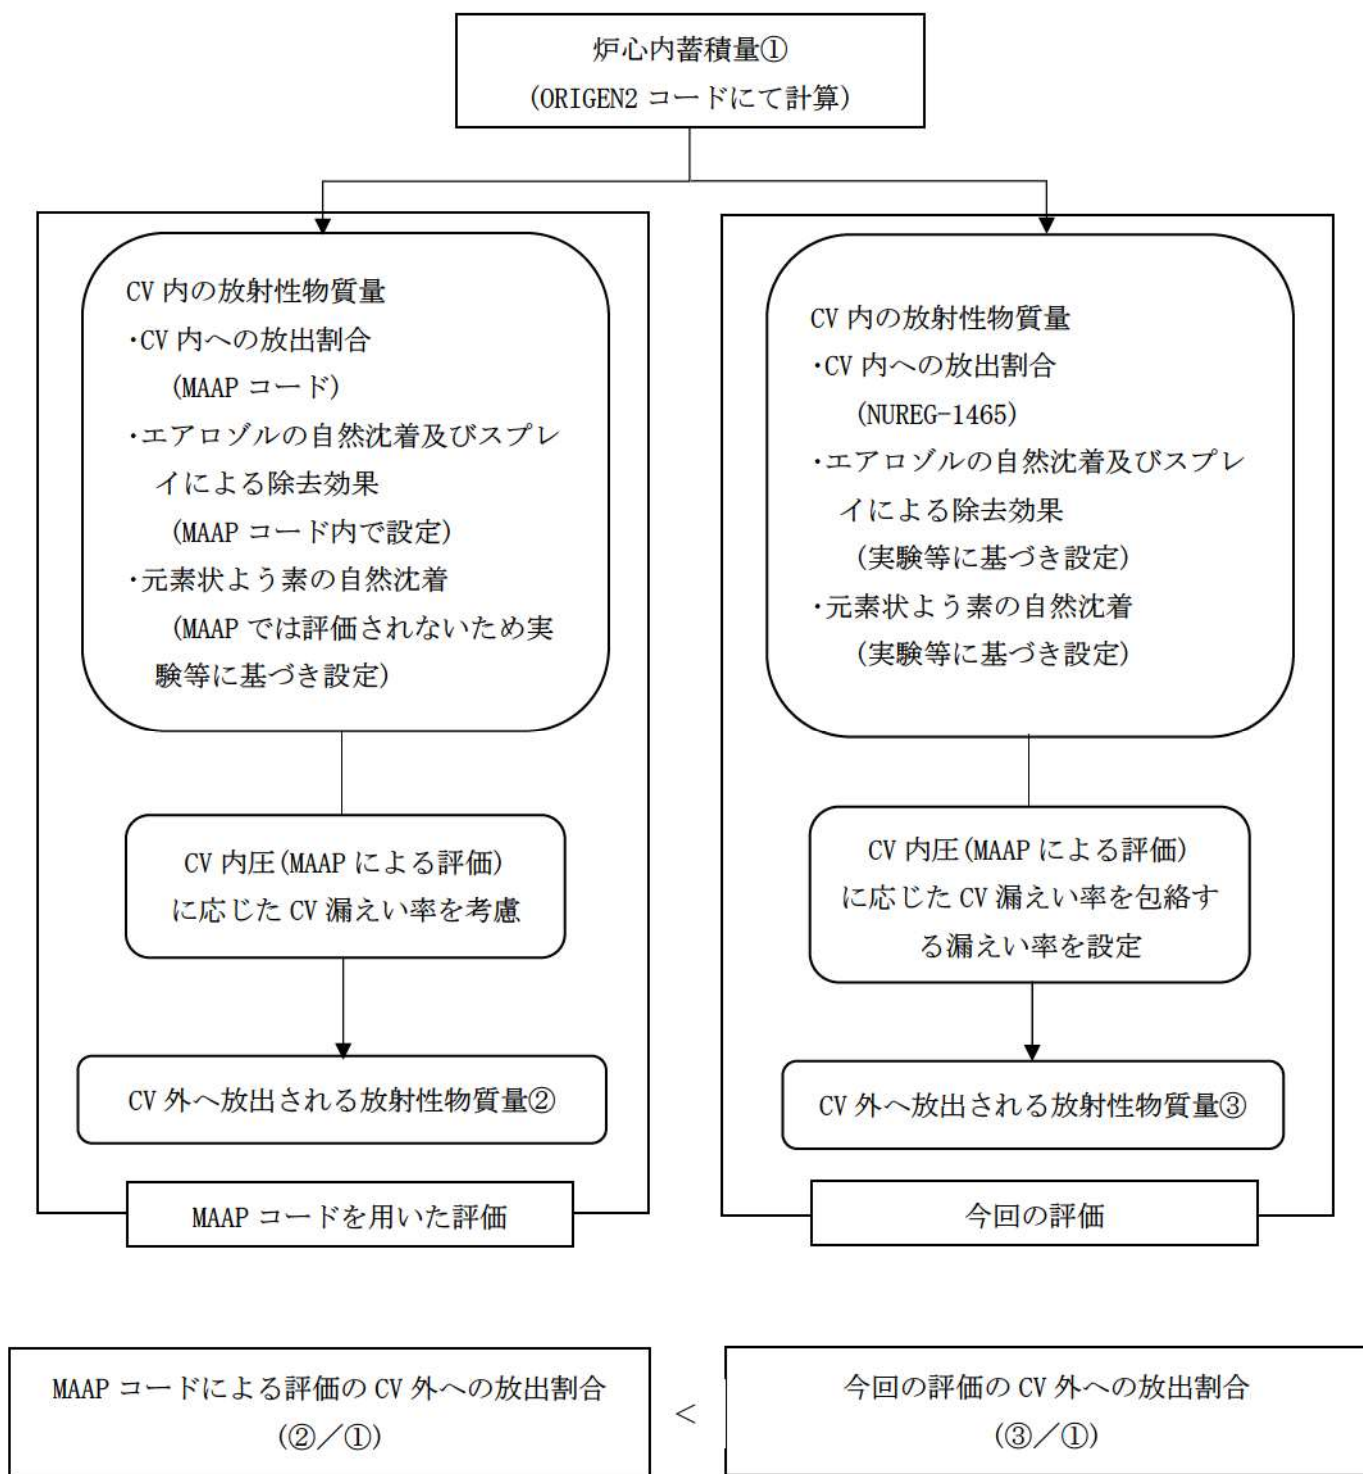 炉心内蓄積量①
(ORIGEN2 コードにて計算)
CV 内の放射性物質量
・CV 内への放出割合
(MAAP コード)
・エアロゾルの自然沈着及びスプレ
イによる除去効果
(MAAP コード内で設定)
・元素状よう素の自然沈着
(MAAP では評価されないため実
験等に基づき設定)
CV 内圧(MAAP による評価)
に応じた CV 漏えい率を考慮
CV 外へ放出される放射性物質量②
MAAP コードを用いた評価
CV 内の放射性物質量
・CV 内への放出割合
(NUREG-1465)
・エアロゾルの自然沈着及びスプレ
イによる除去効果
(実験等に基づき設定)
・元素状よう素の自然沈着
(実験等に基づき設定)
CV 内圧(MAAP による評価)
に応じた CV 漏えい率を包絡す
る漏えい率を設定
CV 外へ放出される放射性物質量③
今回の評価
MAAP コードによる評価の CV 外への放出割合
(②／①)
＜
今回の評価の CV 外への放出割合
(③／①)